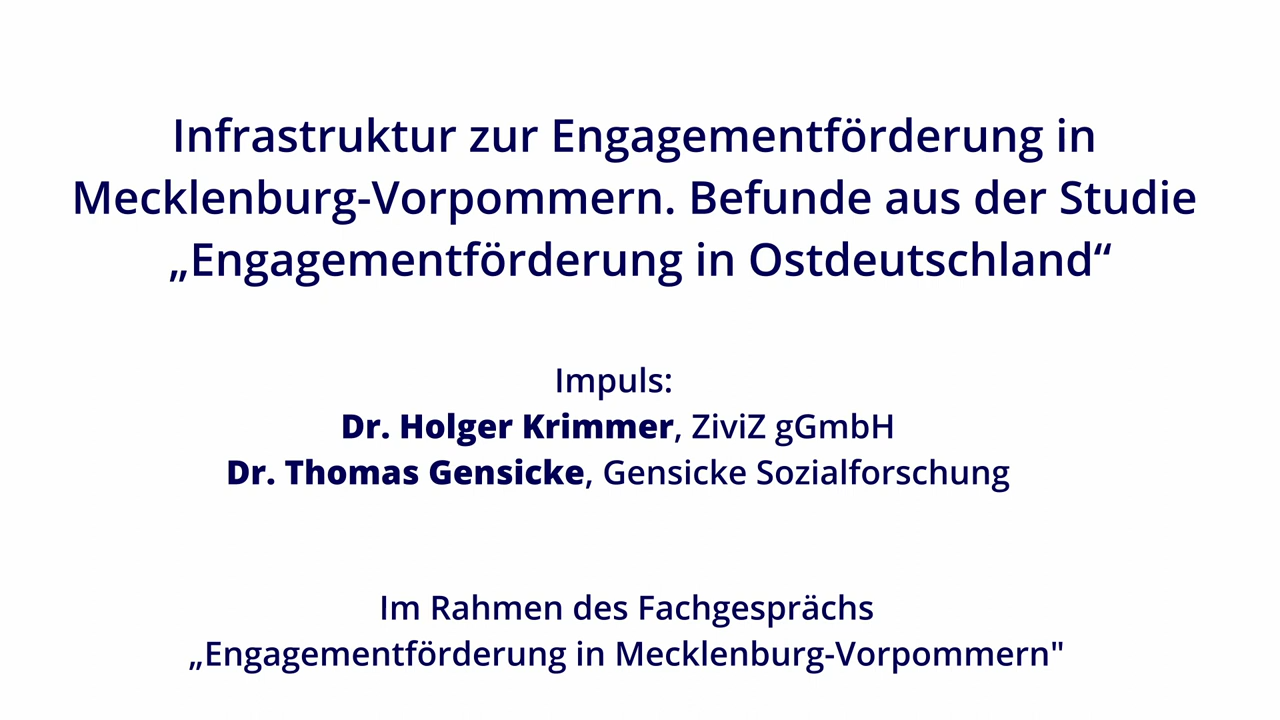 Infrastruktur zur Engagementförderung in
Mecklenburg-Vorpommern. Befunde aus der Studie
„Engagementförderung in Ostdeutschland“
Impuls:
Dr. Holger Krimmer, ZiviZ gGmbH
Dr. Thomas Gensicke, Gensicke Sozialforschung
Im Rahmen des Fachgesprächs
„Engagementförderung in Mecklenburg-Vorpommern"